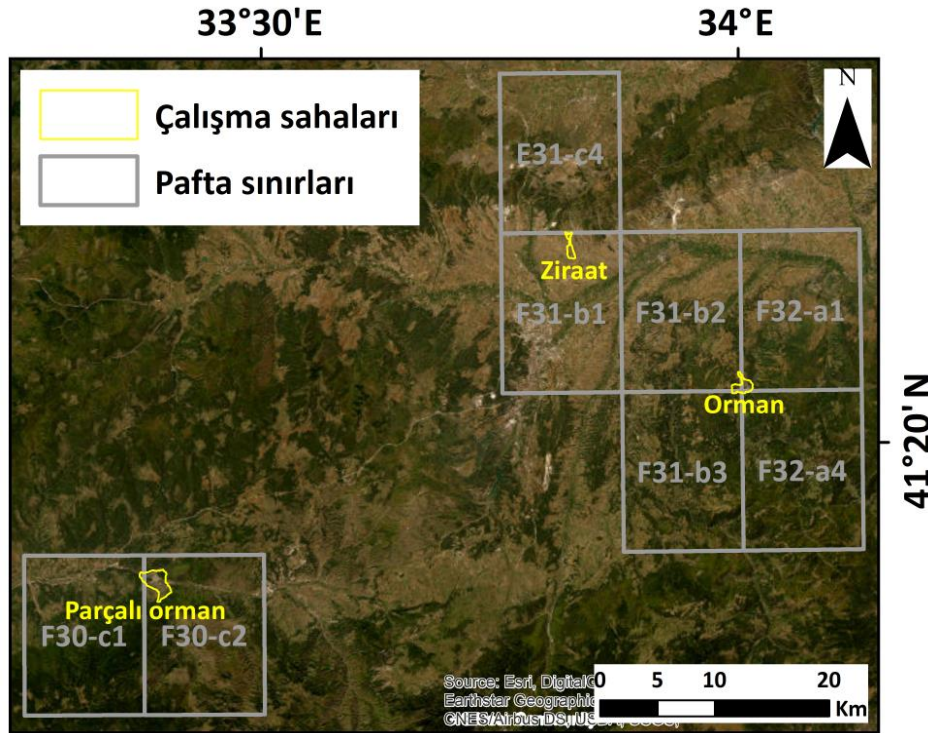 33°30'E
34°E
Çalışma sahaları
Pafta sınırları
N
E31-c4
Ziraat
F31-b1
F31-b2
F32-a1
Orman
41°20'N
F31-b3
F32-a4
Parçalı orman
F30-c1
F30-c2
Source: Esri, Digital
Earthstar Geographic
CNES/Airbus DS,
0 5 10 20
Km